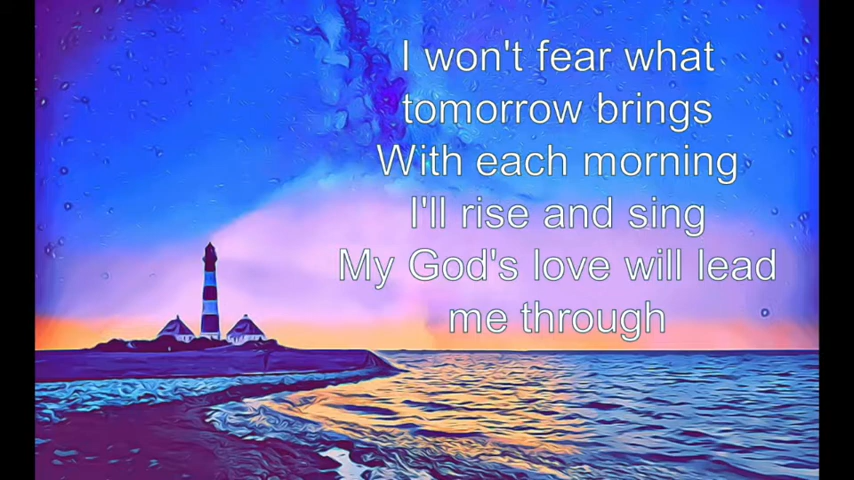 I won't fear what
tomorrow brings
With each morning
I'll rise and sing
My God's love will lead
me through